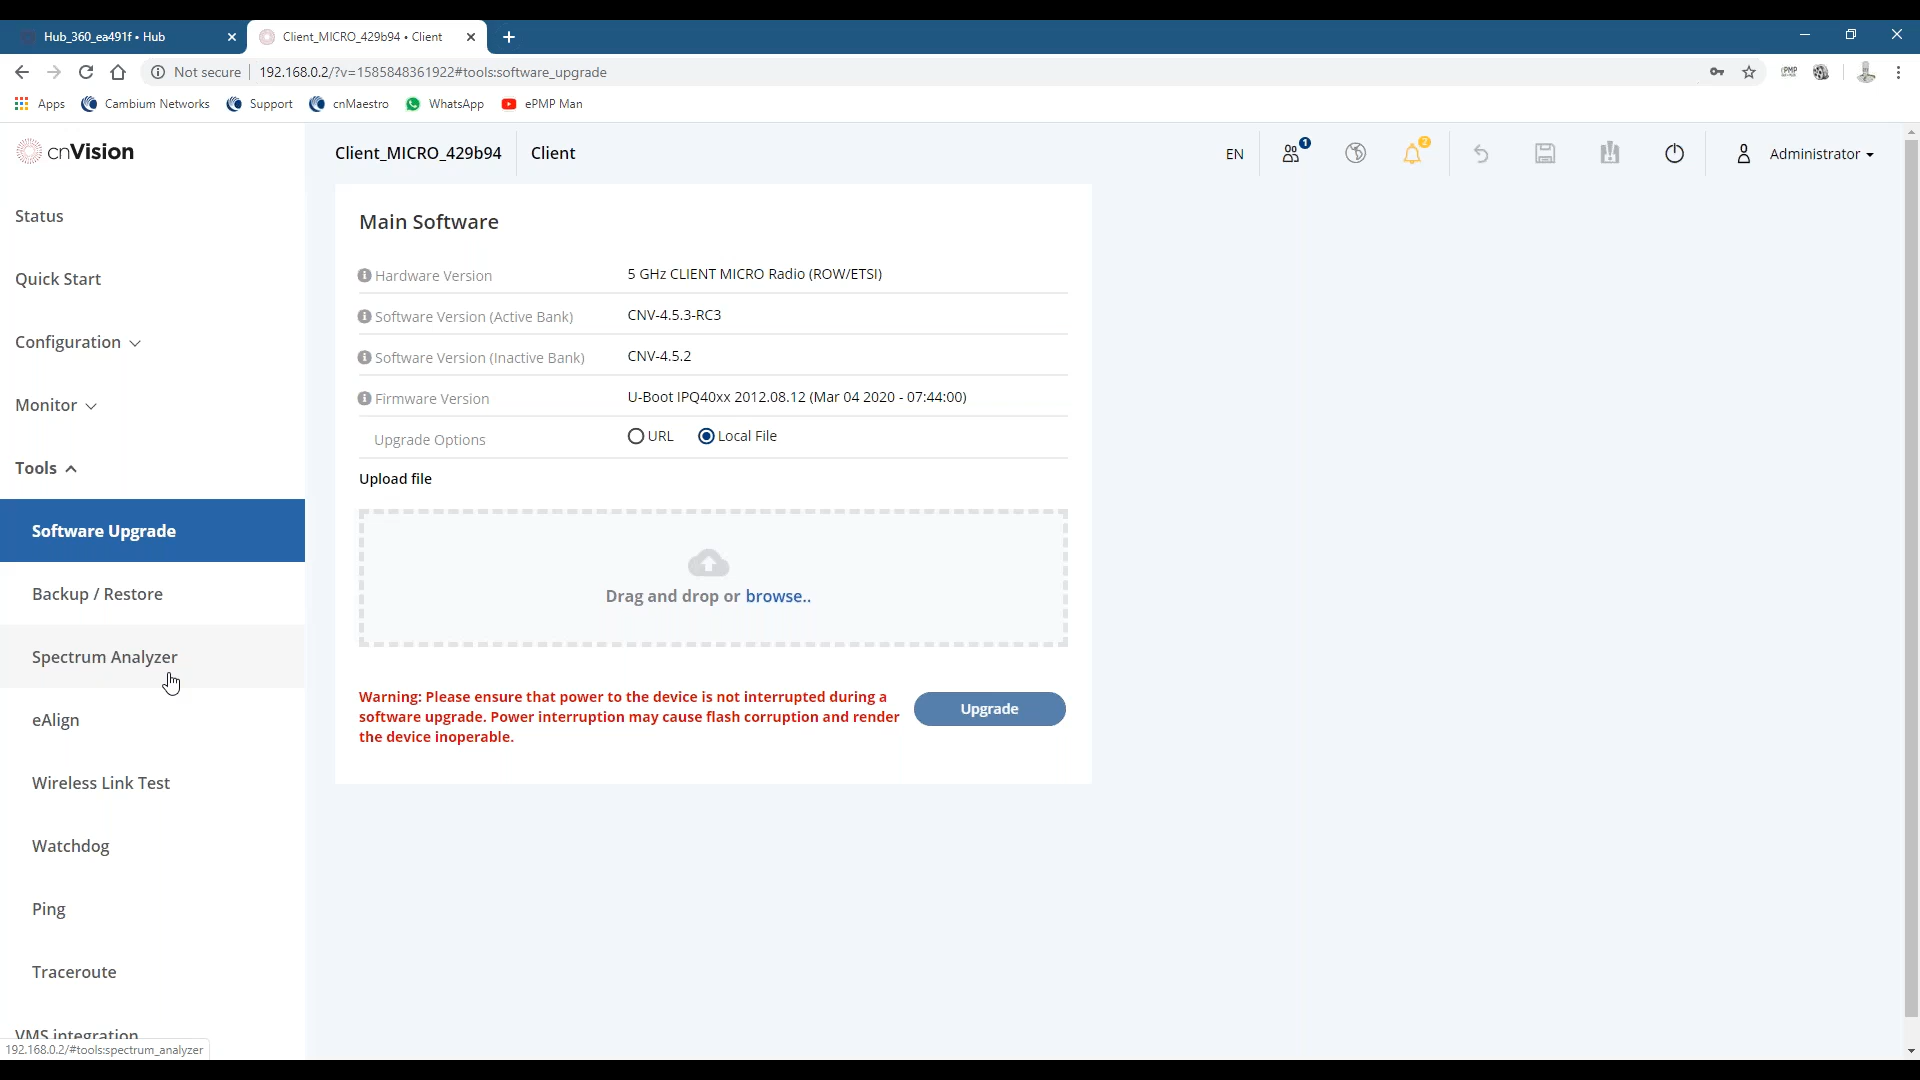 Hub_360_ea491f • Hub
Client_MICRO_429b94 • Client
Not secure 192.168.0.2/?v=1585848361922#tools:software_upgrade
Apps Cambium Networks Support cnMaestro WhatsApp ePMP Man
cnVision
Client_MICRO_429b94 Client
EN 1 2 Administrator
Status
Quick Start
Configuration
Monitor
Tools
Software Upgrade
Backup / Restore
Spectrum Analyzer
eAlign
Wireless Link Test
Watchdog
Ping
Traceroute
VMS integration
192.168.0.2/#tools:spectrum_analyzer
Main Software
Hardware Version 5 GHz CLIENT MICRO Radio (ROW/ETSI)
Software Version (Active Bank) CNV-4.5.3-RC3
Software Version (Inactive Bank) CNV-4.5.2
Firmware Version U-Boot IPQ40xx 2012.08.12 (Mar 04 2020 - 07:44:00)
Upgrade Options URL Local File
Upload file
Drag and drop or browse..
Warning: Please ensure that power to the device is not interrupted during a
software upgrade. Power interruption may cause flash corruption and render
the device inoperable.
Upgrade